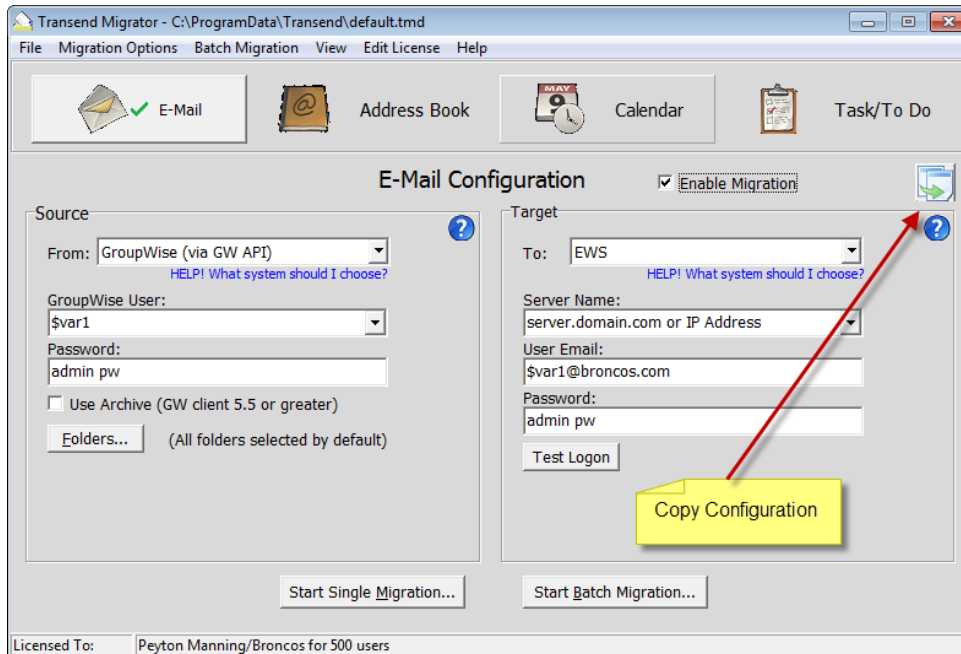 Transend Migrator - C:\ProgramData\Transend\default.tmd
File Migration Options Batch Migration View Edit License Help
E-Mail
Address Book
MAY
9
Calendar
Task/To Do
E-Mail Configuration
Enable Migration
Source
From: GroupWise (via GW API)
HELP! What system should I choose?
GroupWise User:
$var1
Password:
admin pw
Use Archive (GW client 5.5 or greater)
Folders... (All folders selected by default)
Target
To: EWS
HELP! What system should I choose?
Server Name:
server.domain.com or IP Address
User Email:
$var1@broncos.com
Password:
admin pw
Test Logon
Copy Configuration
Start Single Migration...
Start Batch Migration...
Licensed To: Peyton Manning/Broncos for 500 users